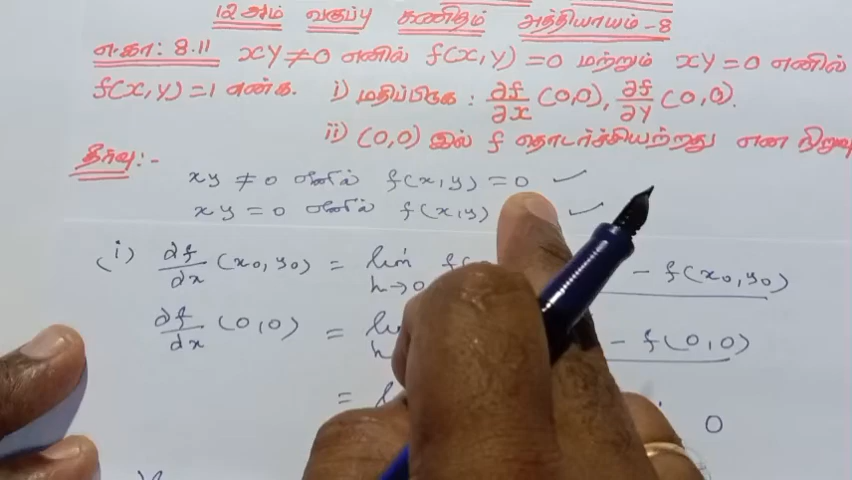 12 ஆம் வகுப்பு கணிதம் அத்தியாயம் -8
எ.கா: 8.11 xy ≠ 0 எனில் f(x,y) = 0 மற்றும் xy = 0 எனில்
f(x,y) = 1 என்க. i) மதிப்பிடுக : ∂f/∂x (0,0), ∂f/∂y (0,0).
ii) (0,0) இல் f தொடர்ச்சியற்றது என நிறுவு
தீர்வு:-
xy ≠ 0 எனில் f(x,y) = 0 ✓
xy = 0 எனில் f(x,y) ✓
(i) ∂f/∂x (x₀,y₀) = lim h→0 - f(x₀,y₀)
∂f/∂x (0,0) = - f(0,0)
= 0